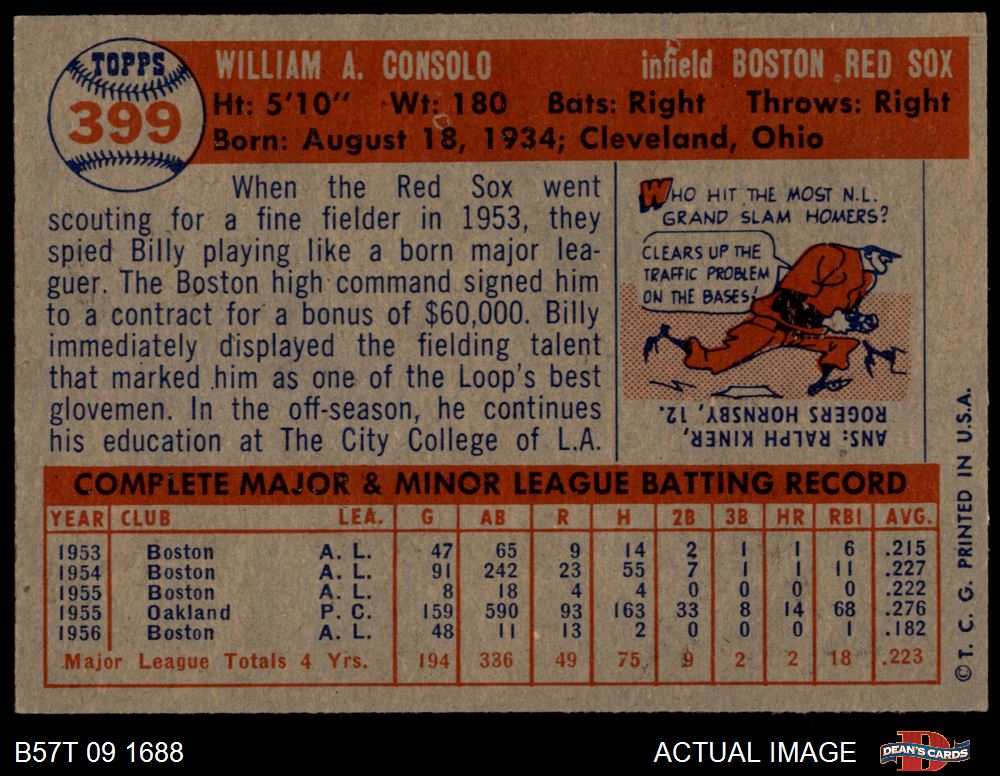 TOPPS
399
WILLIAM A. CONSOLO infield BOSTON RED SOX
Ht: 5'10" Wt: 180 Bats: Right Throws: Right
Born: August 18, 1934; Cleveland, Ohio
When the Red Sox went
scouting for a fine fielder in 1953, they
spied Billy playing like a born major lea-
guer. The Boston high command signed him
to a contract for a bonus of $60,000. Billy
immediately displayed the fielding talent
that marked him as one of the Loop's best
glovemen. In the off-season, he continues
his education at The City College of L.A.
WHO HIT THE MOST N.L.
GRAND SLAM HOMERS?
CLEARS UP THE
TRAFFIC PROBLEM
ON THE BASES!
ANS: RALPH KINER,
ROGERS HORNSBY, 12.
COMPLETE MAJOR & MINOR LEAGUE BATTING RECORD
YEAR CLUB LEA. G AB R H 2B 3B HR RBI AVG.
1953 Boston A. L. 47 65 9 14 2 1 1 6 .215
1954 Boston A. L. 91 242 23 55 7 1 1 11 .227
1955 Boston A. L. 8 18 4 4 0 0 0 0 .222
1955 Oakland P. C. 159 590 93 163 33 8 14 68 .276
1956 Boston A. L. 48 11 13 2 0 0 0 1 .182
Major League Totals 4 Yrs. 194 336 49 75 9 2 2 18 .223
© T. C. G. PRINTED IN U.S.A.
B57T 09 1688
ACTUAL IMAGE
D
DEAN'S CARDS